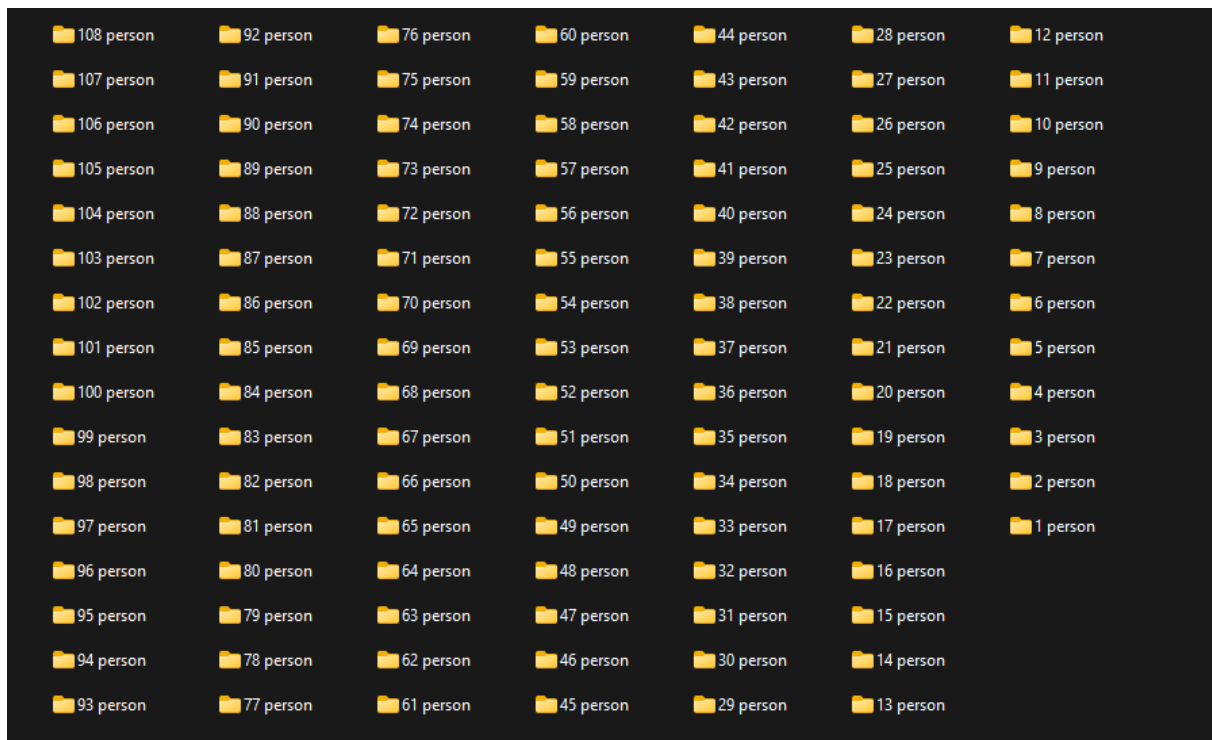 108 person
107 person
106 person
105 person
104 person
103 person
102 person
101 person
100 person
99 person
98 person
97 person
96 person
95 person
94 person
93 person
92 person
91 person
90 person
89 person
88 person
87 person
86 person
85 person
84 person
83 person
82 person
81 person
80 person
79 person
78 person
77 person
76 person
75 person
74 person
73 person
72 person
71 person
70 person
69 person
68 person
67 person
66 person
65 person
64 person
63 person
62 person
61 person
60 person
59 person
58 person
57 person
56 person
55 person
54 person
53 person
52 person
51 person
50 person
49 person
48 person
47 person
46 person
45 person
44 person
43 person
42 person
41 person
40 person
39 person
38 person
37 person
36 person
35 person
34 person
33 person
32 person
31 person
30 person
29 person
28 person
27 person
26 person
25 person
24 person
23 person
22 person
21 person
20 person
19 person
18 person
17 person
16 person
15 person
14 person
13 person
12 person
11 person
10 person
9 person
8 person
7 person
6 person
5 person
4 person
3 person
2 person
1 person